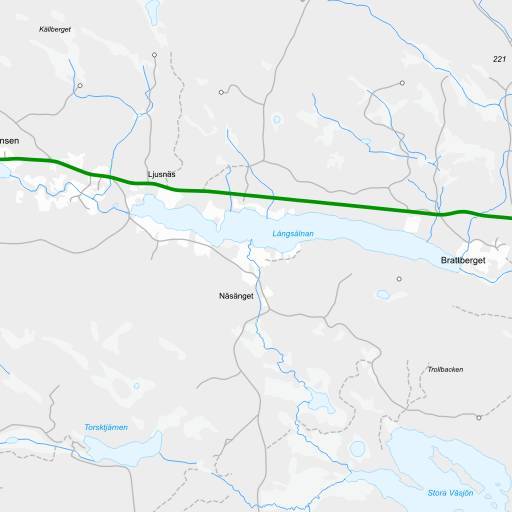 Källberget
221
nsen
Ljusnäs
Långsälnan
Brattberget
Näsänget
Trollbacken
Torsktjärnen
Stora Väsjön